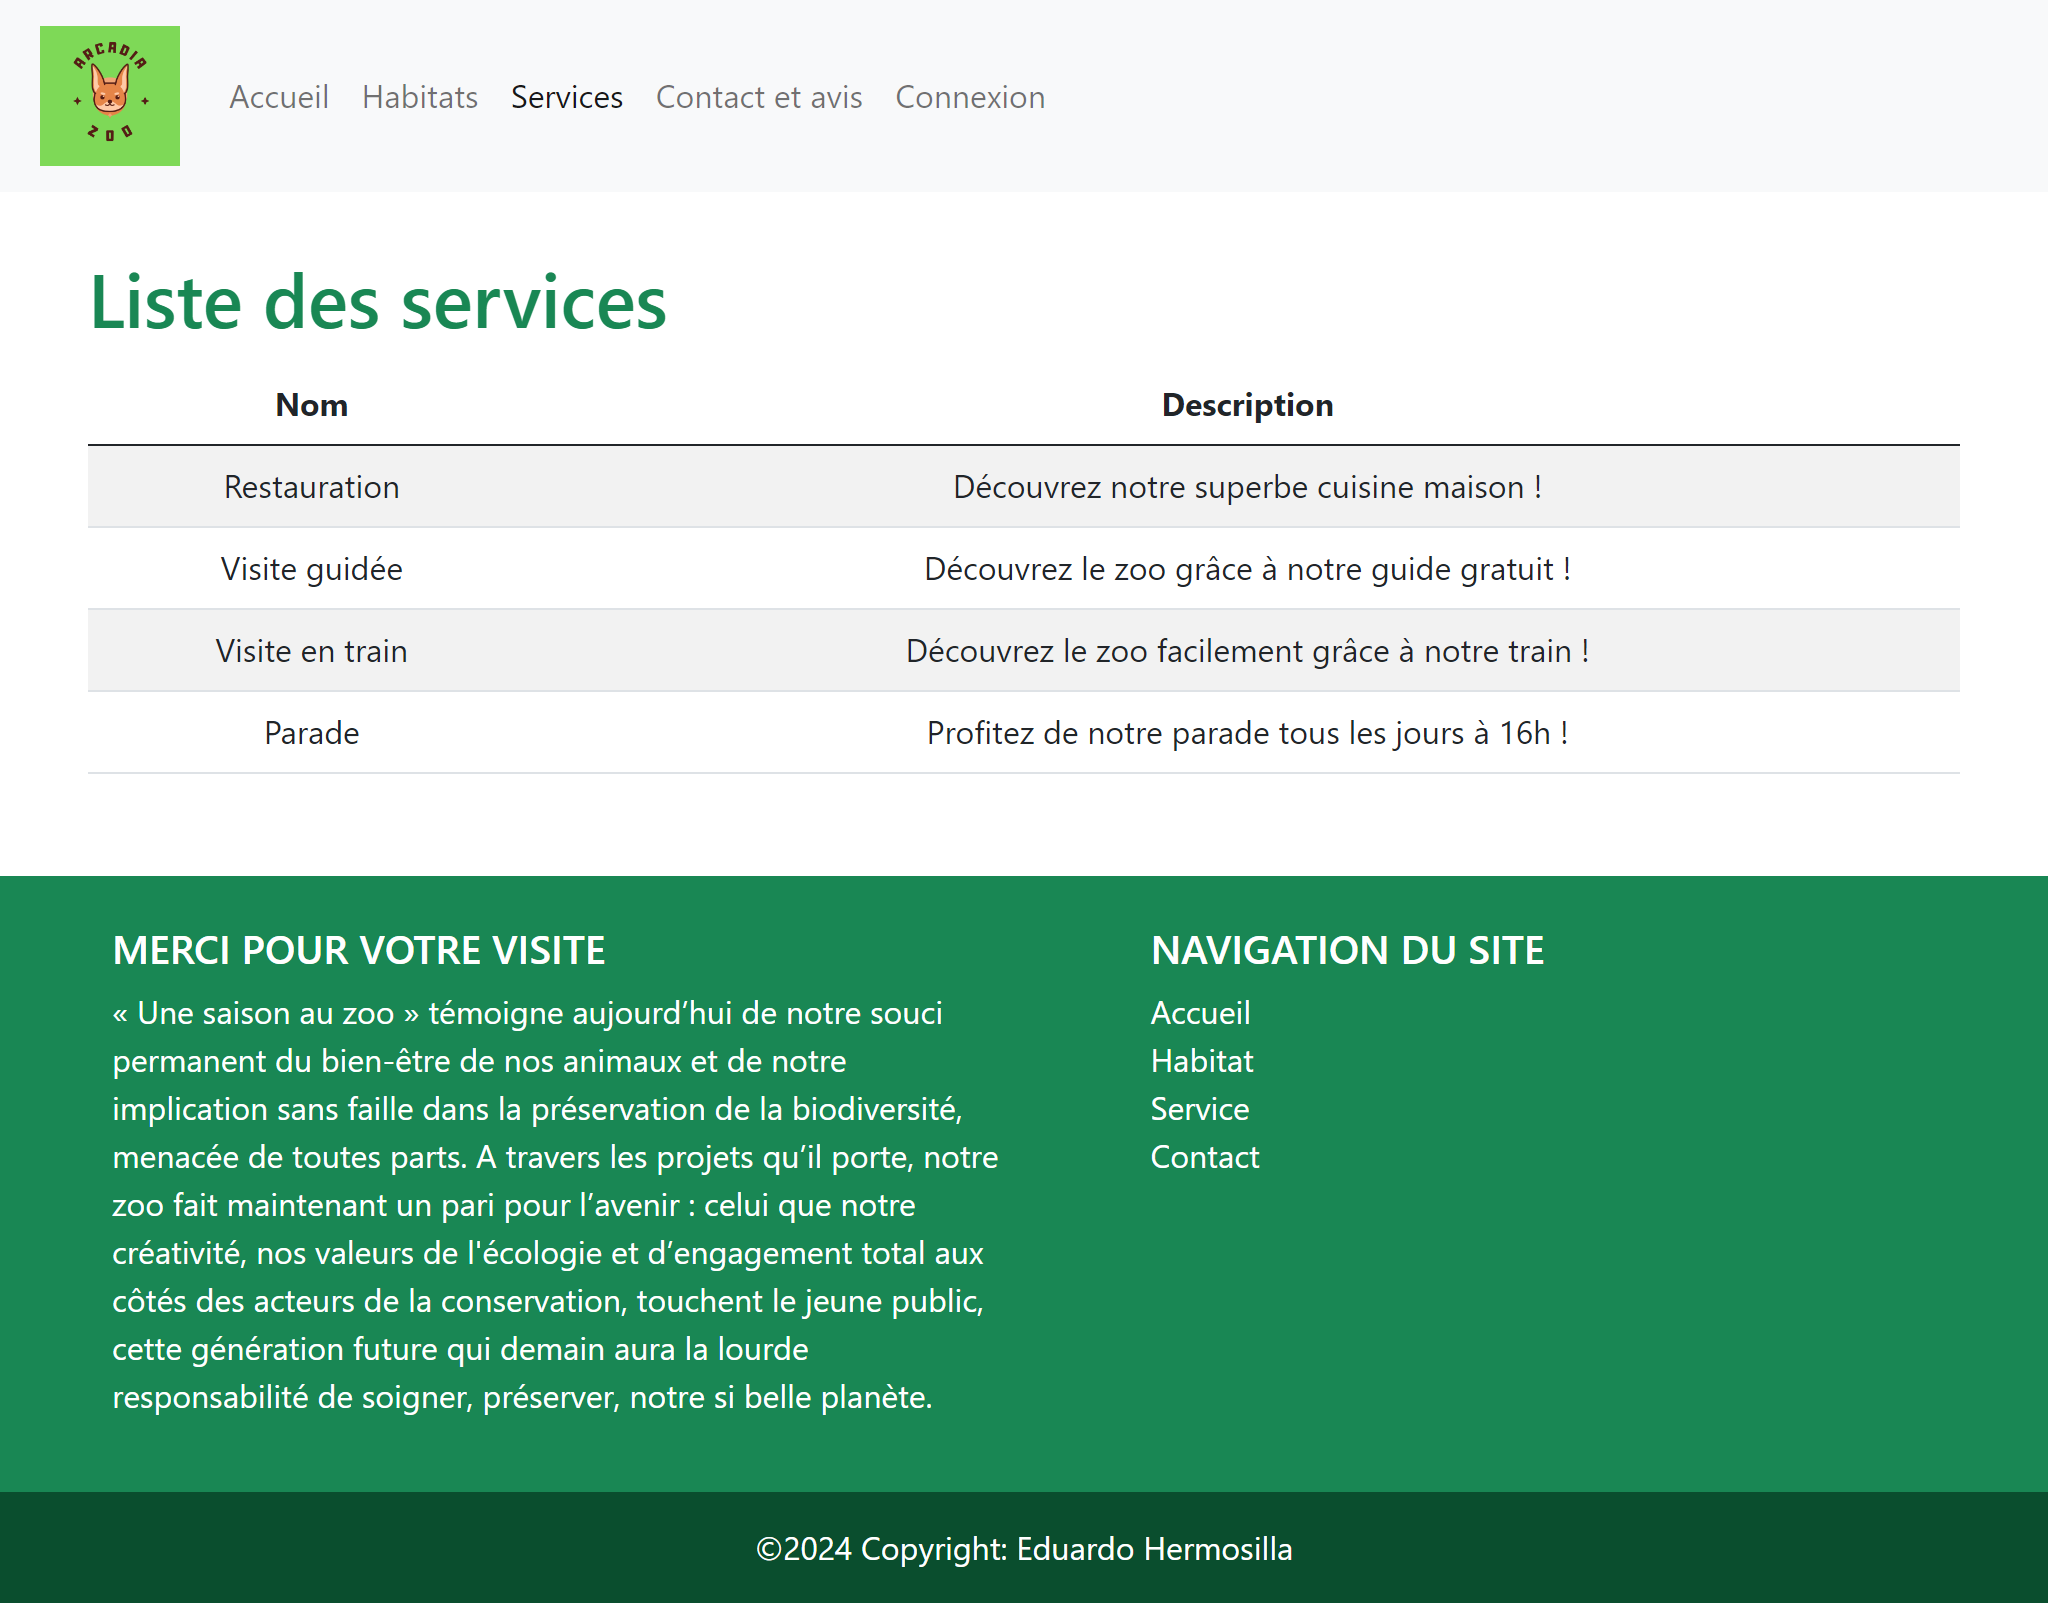 ARCADIA
ZOO
Accueil Habitats Services Contact et avis Connexion
Liste des services
Nom Description
Restauration Découvrez notre superbe cuisine maison !
Visite guidée Découvrez le zoo grâce à notre guide gratuit !
Visite en train Découvrez le zoo facilement grâce à notre train !
Parade Profitez de notre parade tous les jours à 16h !
MERCI POUR VOTRE VISITE
« Une saison au zoo » témoigne aujourd’hui de notre souci
permanent du bien-être de nos animaux et de notre
implication sans faille dans la préservation de la biodiversité,
menacée de toutes parts. A travers les projets qu’il porte, notre
zoo fait maintenant un pari pour l’avenir : celui que notre
créativité, nos valeurs de l'écologie et d’engagement total aux
côtés des acteurs de la conservation, touchent le jeune public,
cette génération future qui demain aura la lourde
responsabilité de soigner, préserver, notre si belle planète.
NAVIGATION DU SITE
Accueil
Habitat
Service
Contact
©2024 Copyright: Eduardo Hermosilla